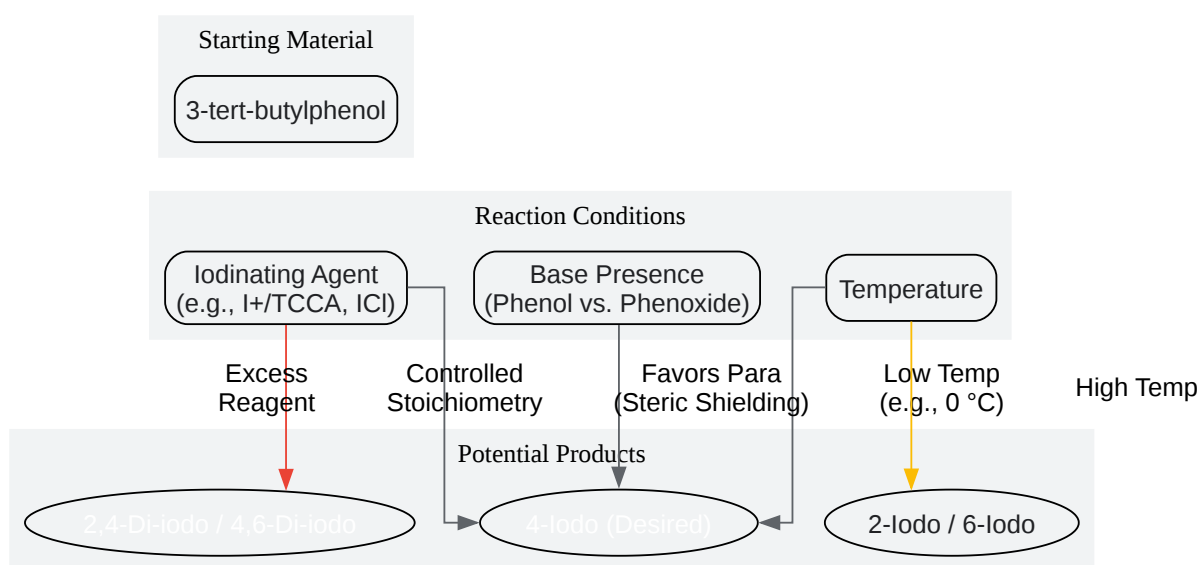 Starting Material
3-tert-butylphenol
Reaction Conditions
Iodinating Agent
(e.g., I+/TCCA, ICl)
Base Presence
(Phenol vs. Phenoxide)
Temperature
Excess
Reagent
Controlled
Stoichiometry
Favors Para
(Steric Shielding)
Low Temp
(e.g., 0 °C)
High Temp
Potential Products
2,4-Di-iodo / 4,6-Di-iodo
4-Iodo (Desired)
2-Iodo / 6-Iodo